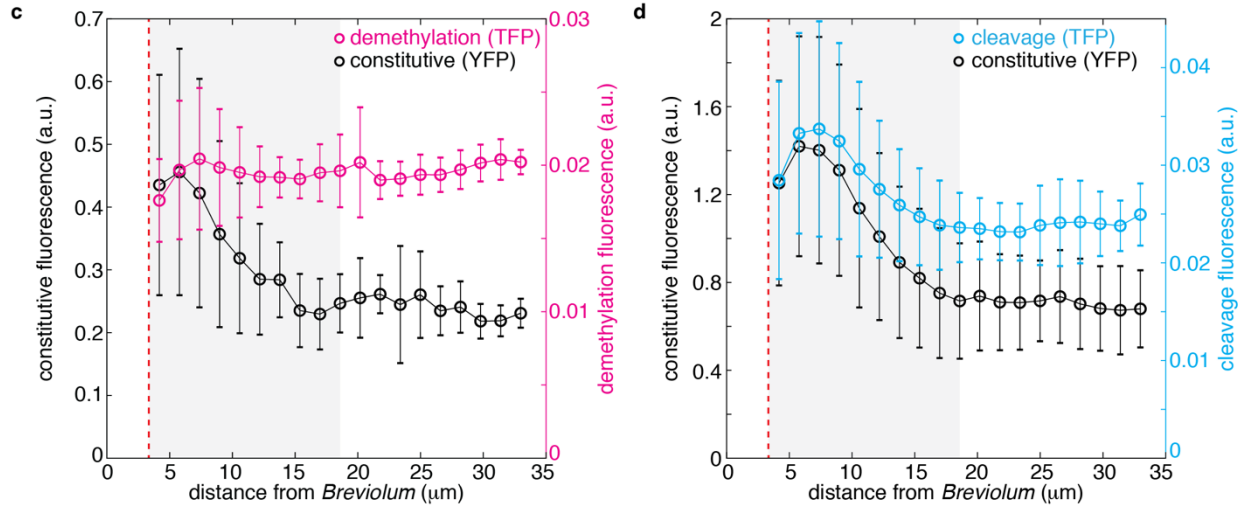 c
0.7
0.6
0.5
0.4
0.3
0.2
0.1
0
constitutive fluorescence (a.u.)
demethylation (TFP)
constitutive (YFP)
0.03
0.020
0.010
0
demethylation fluorescence (a.u.)
0 5 10 15 20 25 30 35
distance from Breviolum (μm)
d
2
1.6
1.2
0.8
0.4
0
constitutive fluorescence (a.u.)
cleavage (TFP)
constitutive (YFP)
0.04
0.03
0.02
0.01
0
cleavage fluorescence (a.u.)
0 5 10 15 20 25 30 35
distance from Breviolum (μm)